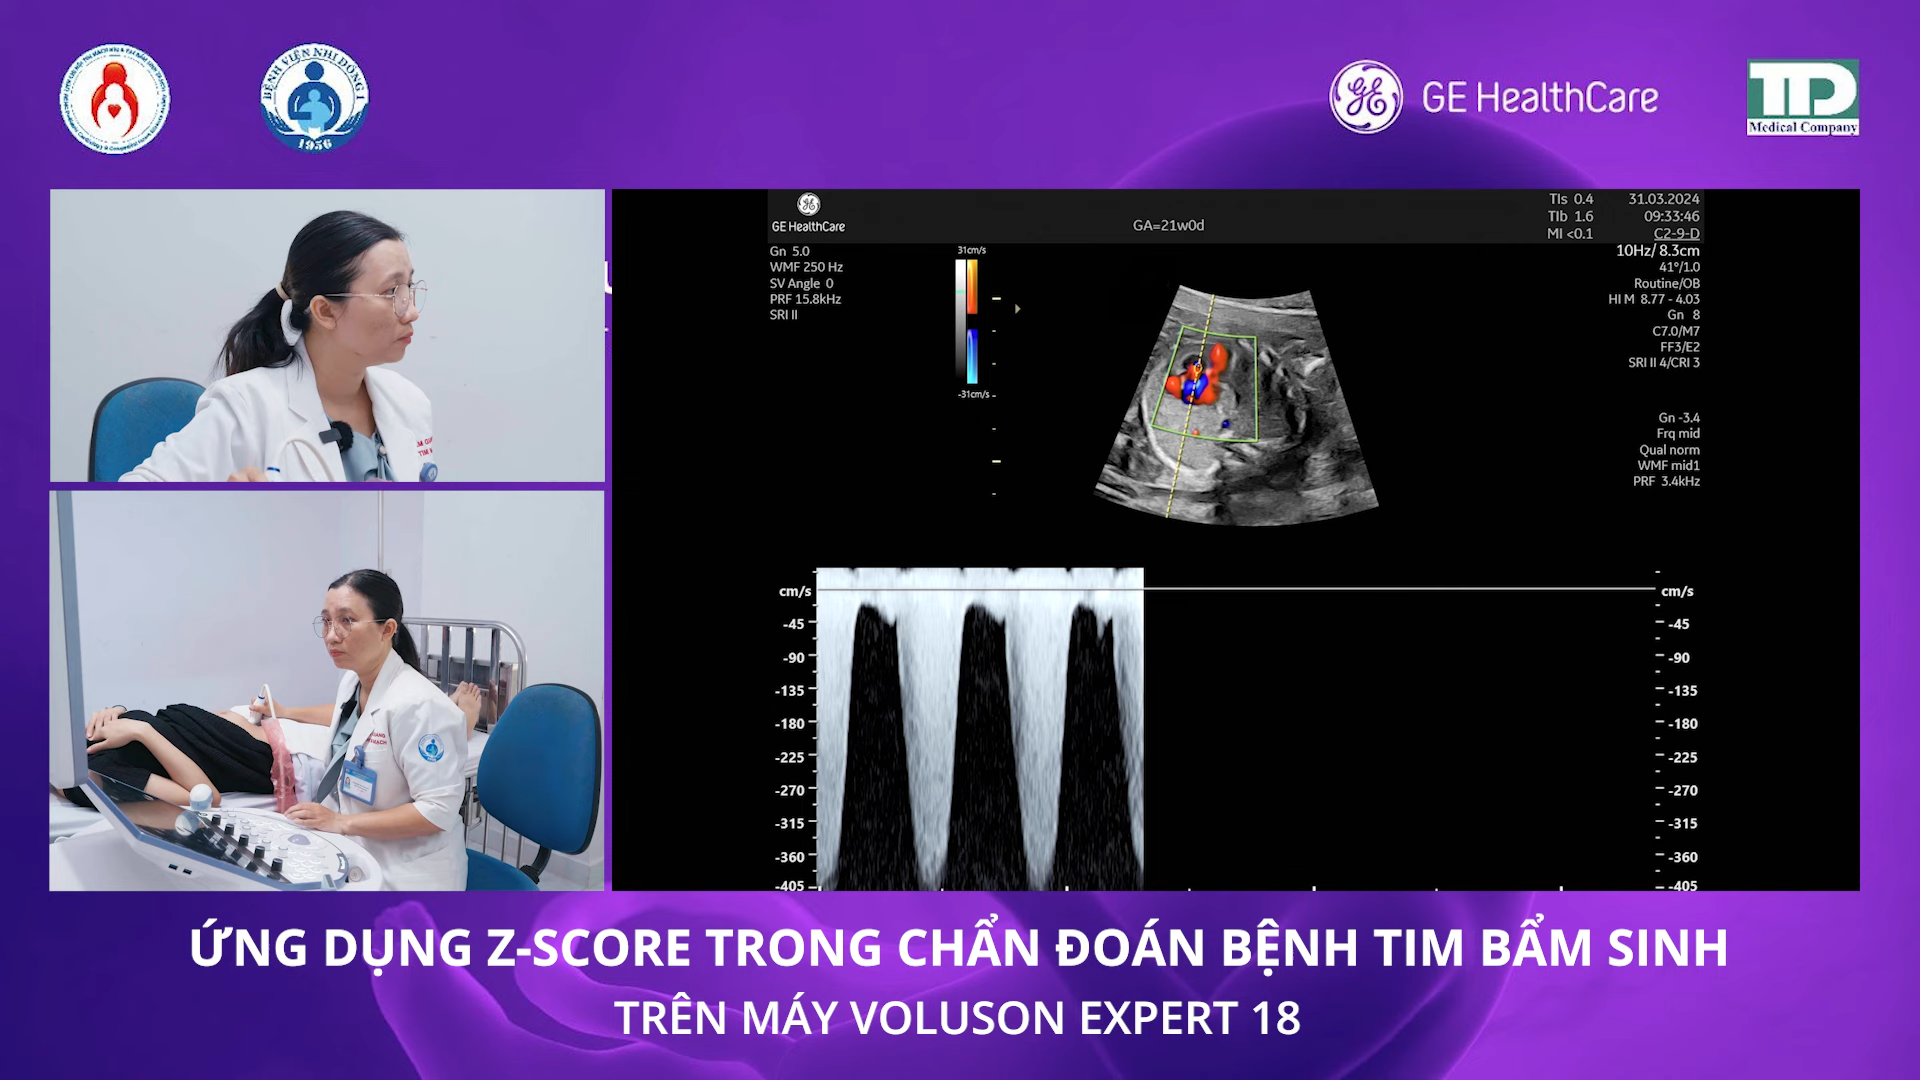 BỆNH VIỆN NHI ĐỒNG 1
1956
GE HealthCare
TD
Medical Company
GE HealthCare
GA=21w0d
TIs 0.4
TIb 1.6
MI <0.1
31.03.2024
09:33:46
C2-9-D
10Hz/ 8.3cm
41°/1.0
Routine/OB
HI M 8.77 - 4.03
Gn 8
C7.0/M7
FF3/E2
SRI II 4/CRI 3
Gn -3.4
Frq mid
Qual norm
WMF mid1
PRF 3.4kHz
Gn 5.0
WMF 250 Hz
SV Angle 0
PRF 15.8kHz
SRI II
31cm/s
-31cm/s
cm/s
-45
-90
-135
-180
-225
-270
-315
-360
-405
cm/s
-45
-90
-135
-180
-225
-270
-315
-360
-405
ỨNG DỤNG Z-SCORE TRONG CHẨN ĐOÁN BỆNH TIM BẨM SINH
TRÊN MÁY VOLUSON EXPERT 18